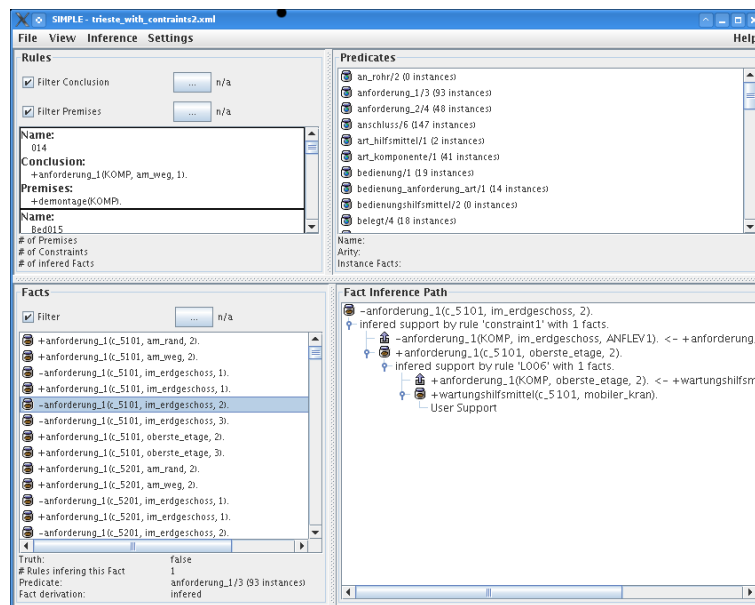 SIMPLE - trieste_with_contraints2.xml
File View Inference Settings Help
Rules
Filter Conclusion ... n/a
Filter Premises ... n/a
Name:
014
Conclusion:
+anforderung_1(KOMP, am_weg, 1).
Premises:
+demontage(KOMP).
Name:
Bed015
# of Premises
# of Constraints
# of infered Facts
Predicates
an_rohr/2 (0 instances)
anforderung_1/3 (93 instances)
anforderung_2/4 (48 instances)
anschluss/6 (147 instances)
art_hilfsmittel/1 (2 instances)
art_komponente/1 (41 instances)
bedienung/1 (19 instances)
bedienung_anforderung_art/1 (14 instances)
bedienungshilfsmittel/2 (0 instances)
belegt/4 (18 instances)
Name:
Arity:
Instance Facts:
Facts
Filter ... n/a
+anforderung_1(c_5101, am_rand, 2).
+anforderung_1(c_5101, am_weg, 2).
-anforderung_1(c_5101, im_erdgeschoss, 1).
+anforderung_1(c_5101, im_erdgeschoss, 1).
-anforderung_1(c_5101, im_erdgeschoss, 2).
-anforderung_1(c_5101, im_erdgeschoss, 3).
+anforderung_1(c_5101, oberste_etage, 2).
+anforderung_1(c_5101, oberste_etage, 3).
+anforderung_1(c_5201, am_rand, 2).
+anforderung_1(c_5201, am_weg, 2).
-anforderung_1(c_5201, im_erdgeschoss, 1).
+anforderung_1(c_5201, im_erdgeschoss, 1).
-anforderung_1(c_5201, im_erdgeschoss, 2).
Truth: false
# Rules infering this Fact 1
Predicate: anforderung_1/3 (93 instances)
Fact derivation: infered
Fact Inference Path
-anforderung_1(c_5101, im_erdgeschoss, 2).
infered support by rule 'constraint1' with 1 facts.
-anforderung_1(KOMP, im_erdgeschoss, ANFLEV1). <- +anforderung_
+anforderung_1(c_5101, oberste_etage, 2).
infered support by rule 'L006' with 1 facts.
+anforderung_1(KOMP, oberste_etage, 2). <- +wartungshilfsm
+wartungshilfsmittel(c_5101, mobiler_kran).
User Support